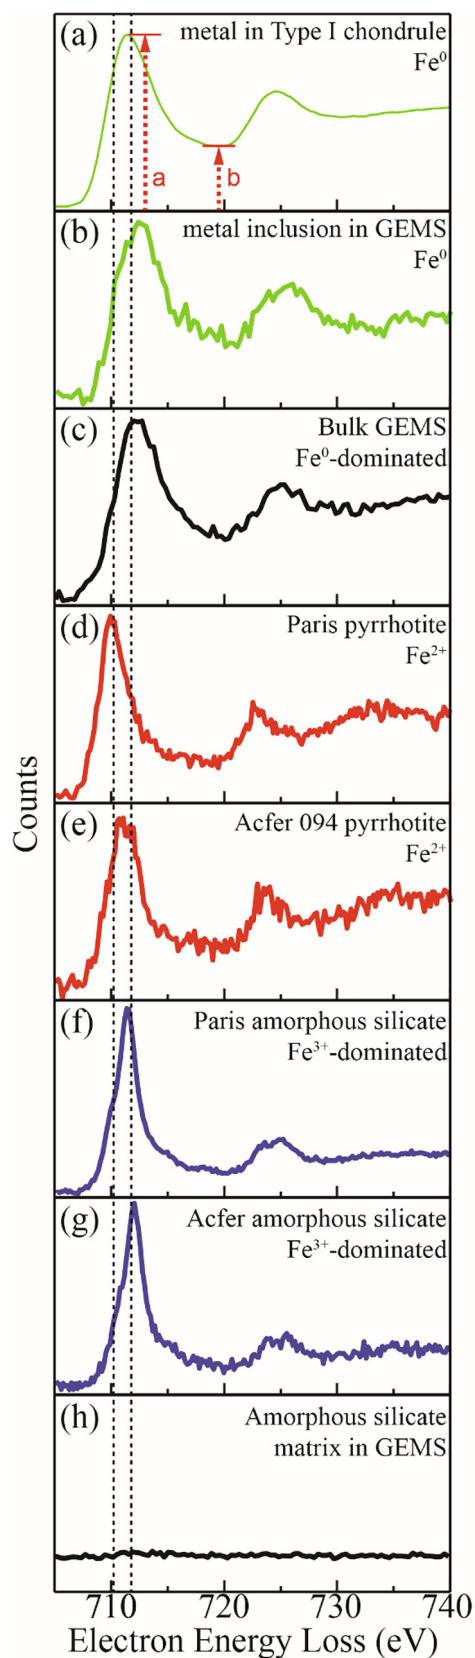 (a) metal in Type I chondrule
Fe⁰
a
b
(b) metal inclusion in GEMS
Fe⁰
(c) Bulk GEMS
Fe⁰-dominated
(d) Paris pyrrhotite
Fe²⁺
(e) Acfer 094 pyrrhotite
Fe²⁺
Counts
(f) Paris amorphous silicate
Fe³⁺-dominated
(g) Acfer amorphous silicate
Fe³⁺-dominated
(h) Amorphous silicate
matrix in GEMS
710 720 730 740
Electron Energy Loss (eV)